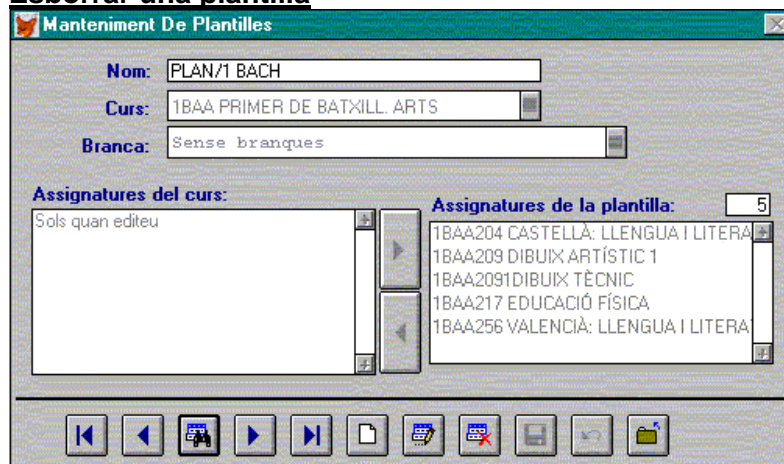 Esborrar una plantilla
Manteniment De Plantilles
Nom: PLAN/1 BACH
Curs: 1BAA PRIMER DE BATXILL. ARTS
Branca: Sense branques
Assignatures del curs:
Sols quan editeu
Assignatures de la plantilla: 5
1BAA204 CASTELLÀ: LLENGUA I LITERA
1BAA209 DIBUIX ARTÍSTIC 1
1BAA2091DIBUIX TÈCNIC
1BAA217 EDUCACIÓ FÍSICA
1BAA256 VALENCIÀ: LLENGUA I LITERA